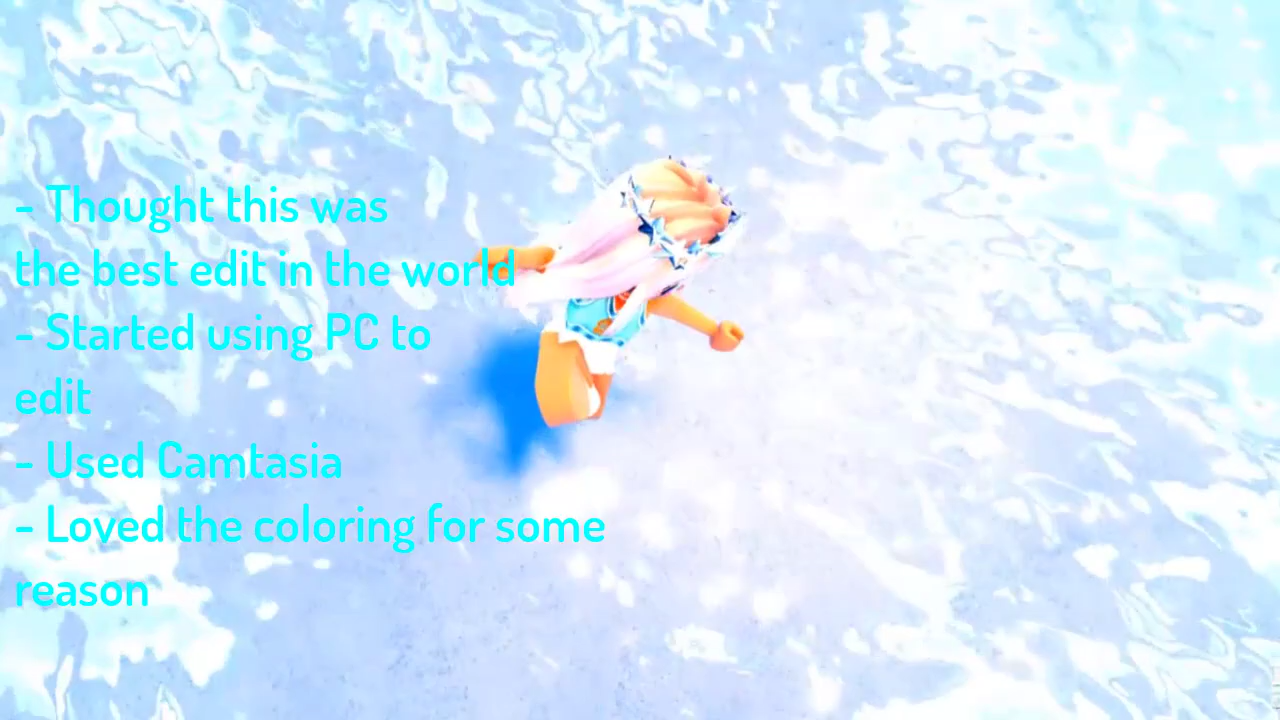 - Thought this was
the best edit in the world
- Started using PC to
edit
- Used Camtasia
- Loved the coloring for some
reason